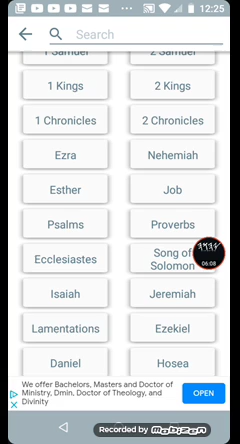 12:25
Search
1 Samuel 2 Samuel
1 Kings 2 Kings
1 Chronicles 2 Chronicles
Ezra Nehemiah
Esther Job
Psalms Proverbs
Ecclesiastes Song of
Solomon
06:08
Isaiah Jeremiah
Lamentations Ezekiel
Daniel Hosea
We offer Bachelors, Masters and Doctor of
Ministry, Dmin, Doctor of Theology, and
Divinity
OPEN
Recorded by Mobizen